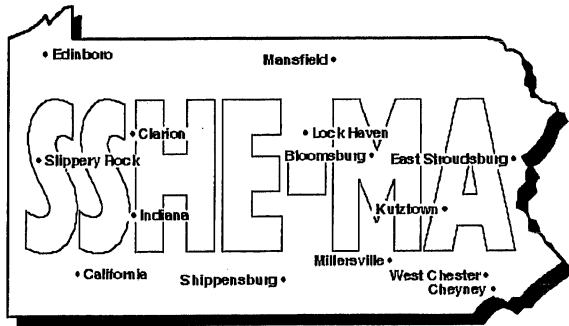 Edinboro
Mansfield
SSHE-MA
Clarion
Lock Haven
Slippery Rock
Bloomsburg
East Stroudsburg
Indiana
Kutztown
California
Shippensburg
Millersville
West Chester
Cheyney